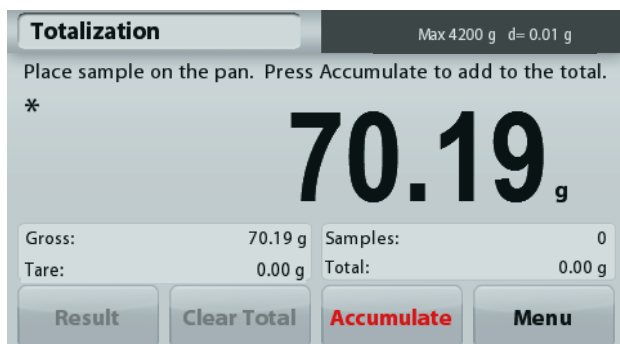 Totalization
Max 4200 g d= 0.01 g
Place sample on the pan. Press Accumulate to add to the total.
*
70.19 g
Gross: 70.19 g Samples: 0
Tare: 0.00 g Total: 0.00 g
Result Clear Total Accumulate Menu